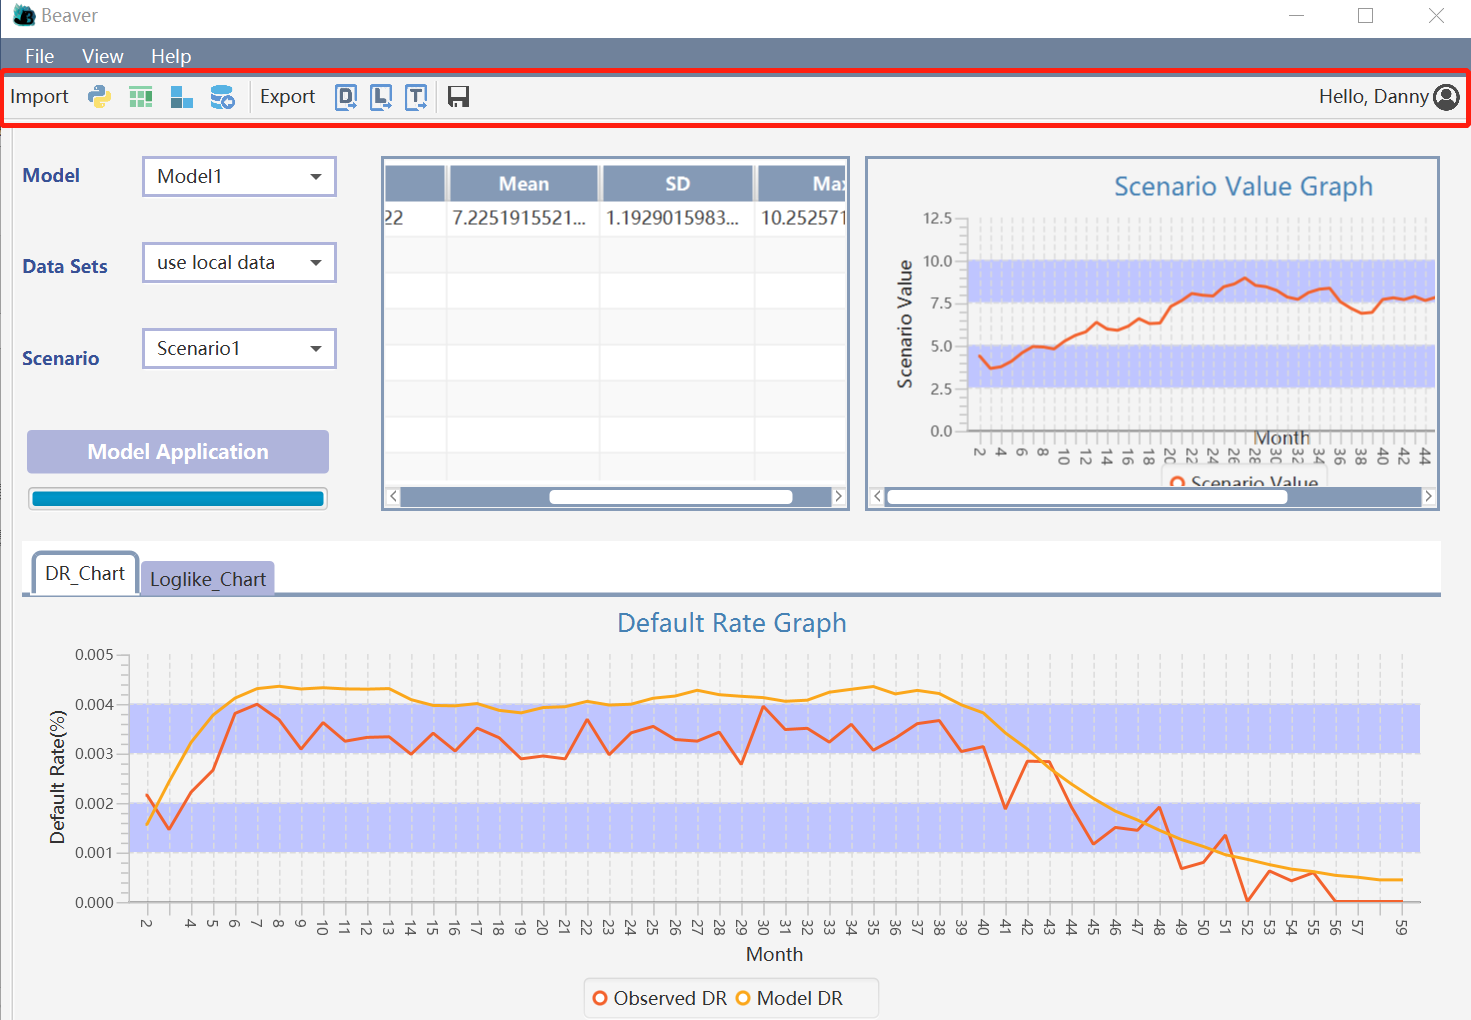 Beaver
File View Help
Import Export D L T Hello, Danny
Model Model1
Data Sets use local data
Scenario Scenario1
Model Application
Mean SD Max
22 7.2251915521... 1.1929015983... 10.252571
Scenario Value Graph
12.5
10.0
7.5
5.0
2.5
0.0
Scenario Value
2 4 6 8 10 12 14 16 18 20 22 24 26 28 30 32 34 36 38 40 42 44
Month
Scenario Value
DR_Chart Loglike_Chart
Default Rate Graph
0.005
0.004
0.003
0.002
0.001
0.000
Default Rate(%)
2 4 5 6 7 8 9 10 11 12 13 14 15 16 17 18 19 20 21 22 23 24 25 26 27 28 29 30 31 32 33 34 35 36 37 38 39 40 41 42 43 44 45 46 47 48 49 50 51 52 53 54 55 56 57 59
Month
Observed DR Model DR